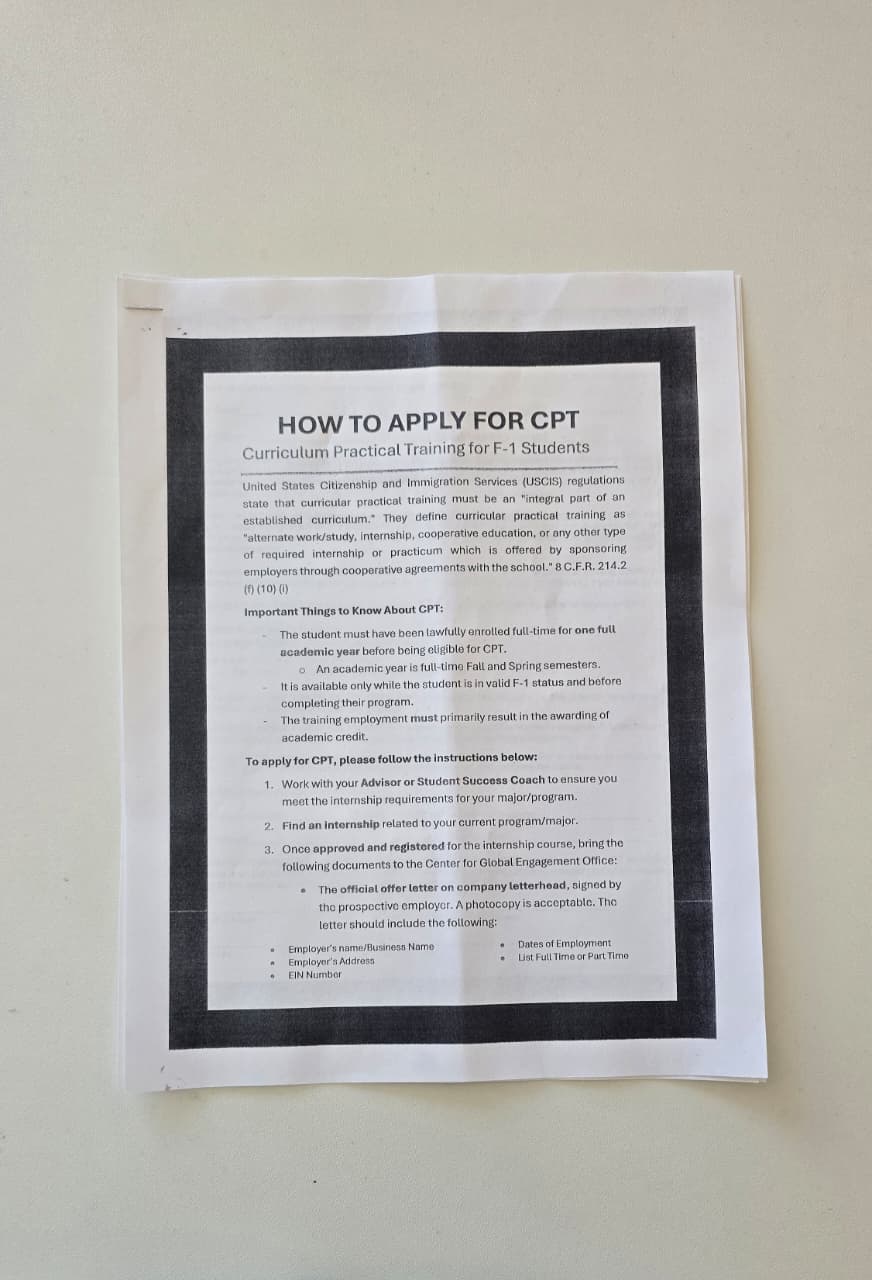 HOW TO APPLY FOR CPT
Curriculum Practical Training for F-1 Students
United States Citizenship and Immigration Services (USCIS) regulations
state that curricular practical training must be an "integral part of an
established curriculum." They define curricular practical training as
"alternate work/study, internship, cooperative education, or any other type
of required internship or practicum which is offered by sponsoring
employers through cooperative agreements with the school." 8 C.F.R. 214.2
(f) (10) (i)
Important Things to Know About CPT:
- The student must have been lawfully enrolled full-time for one full
academic year before being eligible for CPT.
o An academic year is full-time Fall and Spring semesters.
- It is available only while the student is in valid F-1 status and before
completing their program.
- The training employment must primarily result in the awarding of
academic credit.
To apply for CPT, please follow the instructions below:
1. Work with your Advisor or Student Success Coach to ensure you
meet the internship requirements for your major/program.
2. Find an internship related to your current program/major.
3. Once approved and registered for the internship course, bring the
following documents to the Center for Global Engagement Office:
• The official offer letter on company letterhead, signed by
the prospective employer. A photocopy is acceptable. The
letter should include the following:
• Employer's name/Business Name
• Employer's Address
• EIN Number
• Dates of Employment
• List Full Time or Part Time